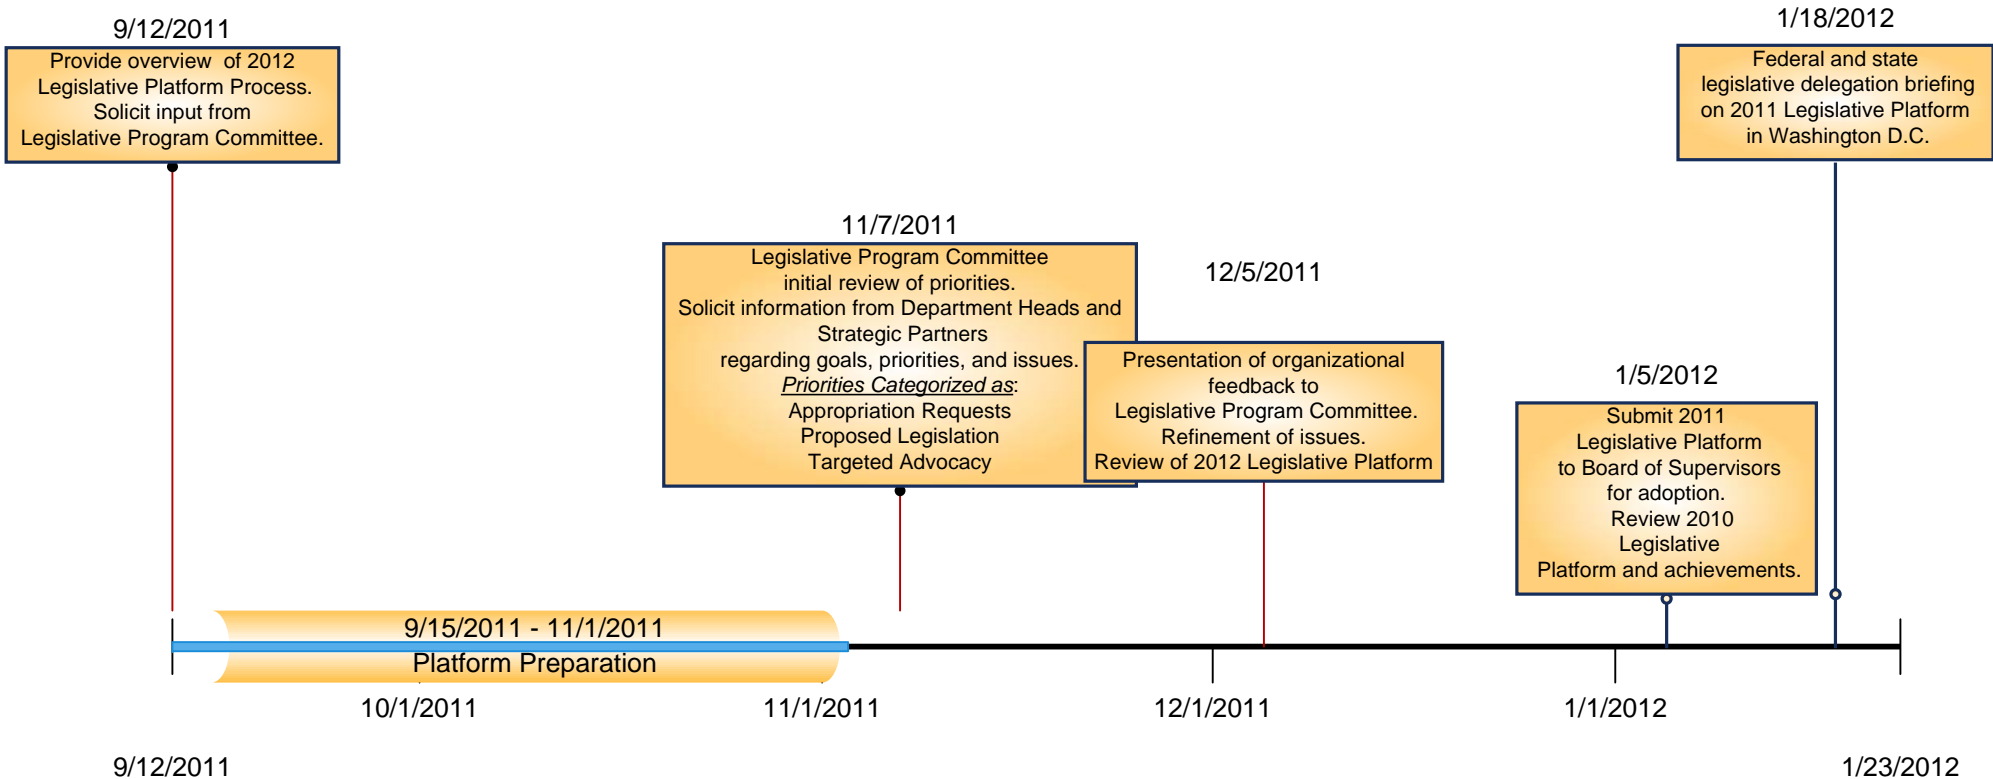 9/12/2011
Provide overview of 2012
Legislative Platform Process.
Solicit input from
Legislative Program Committee.
1/18/2012
Federal and state
legislative delegation briefing
on 2011 Legislative Platform
in Washington D.C.
11/7/2011
Legislative Program Committee
initial review of priorities.
Solicit information from Department Heads and
Strategic Partners
regarding goals, priorities, and issues.
Priorities Categorized as:
Appropriation Requests
Proposed Legislation
Targeted Advocacy
12/5/2011
Presentation of organizational
feedback to
Legislative Program Committee.
Refinement of issues.
Review of 2012 Legislative Platform
1/5/2012
Submit 2011
Legislative Platform
to Board of Supervisors
for adoption.
Review 2010
Legislative
Platform and achievements.
9/15/2011 - 11/1/2011
Platform Preparation
10/1/2011
11/1/2011
12/1/2011
1/1/2012
9/12/2011
1/23/2012